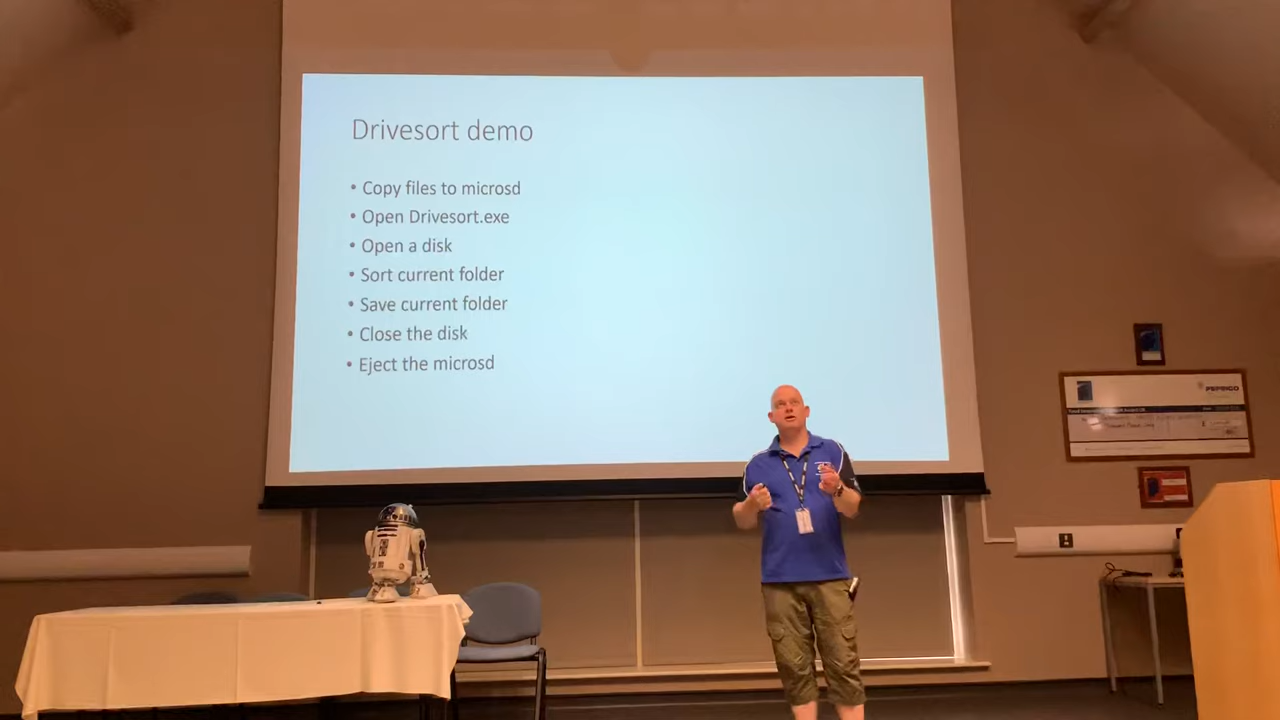 Drivesort demo
• Copy files to microsd
• Open Drivesort.exe
• Open a disk
• Sort current folder
• Save current folder
• Close the disk
• Eject the microsd
PEPSICO